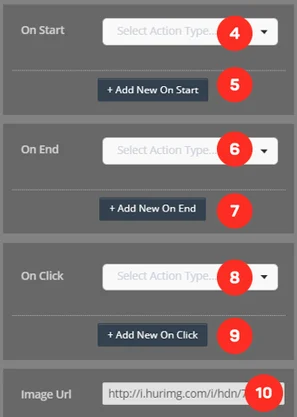 On Start Select Action Type... 4
5
+ Add New On Start
On End Select Action Type... 6
+ Add New On End 7
On Click Select Action Type... 8
+ Add New On Click 9
Image Url http://i.hurimg.com/i/hdn/7 10